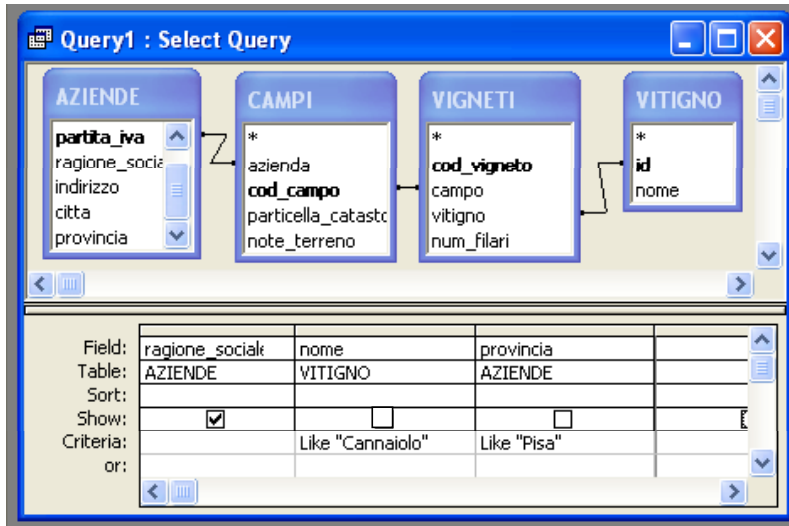 Query1 : Select Query
AZIENDE
partita_iva
ragione_socia
indirizzo
citta
provincia
CAMPI
*
azienda
cod_campo
particella_catasto
note_terreno
VIGNETI
*
cod_vigneto
campo
vitigno
num_filari
VITIGNO
*
id
nome
Field: ragione_sociale nome provincia
Table: AZIENDE VITIGNO AZIENDE
Sort:
Show:
Criteria: Like "Cannaiolo" Like "Pisa"
or: